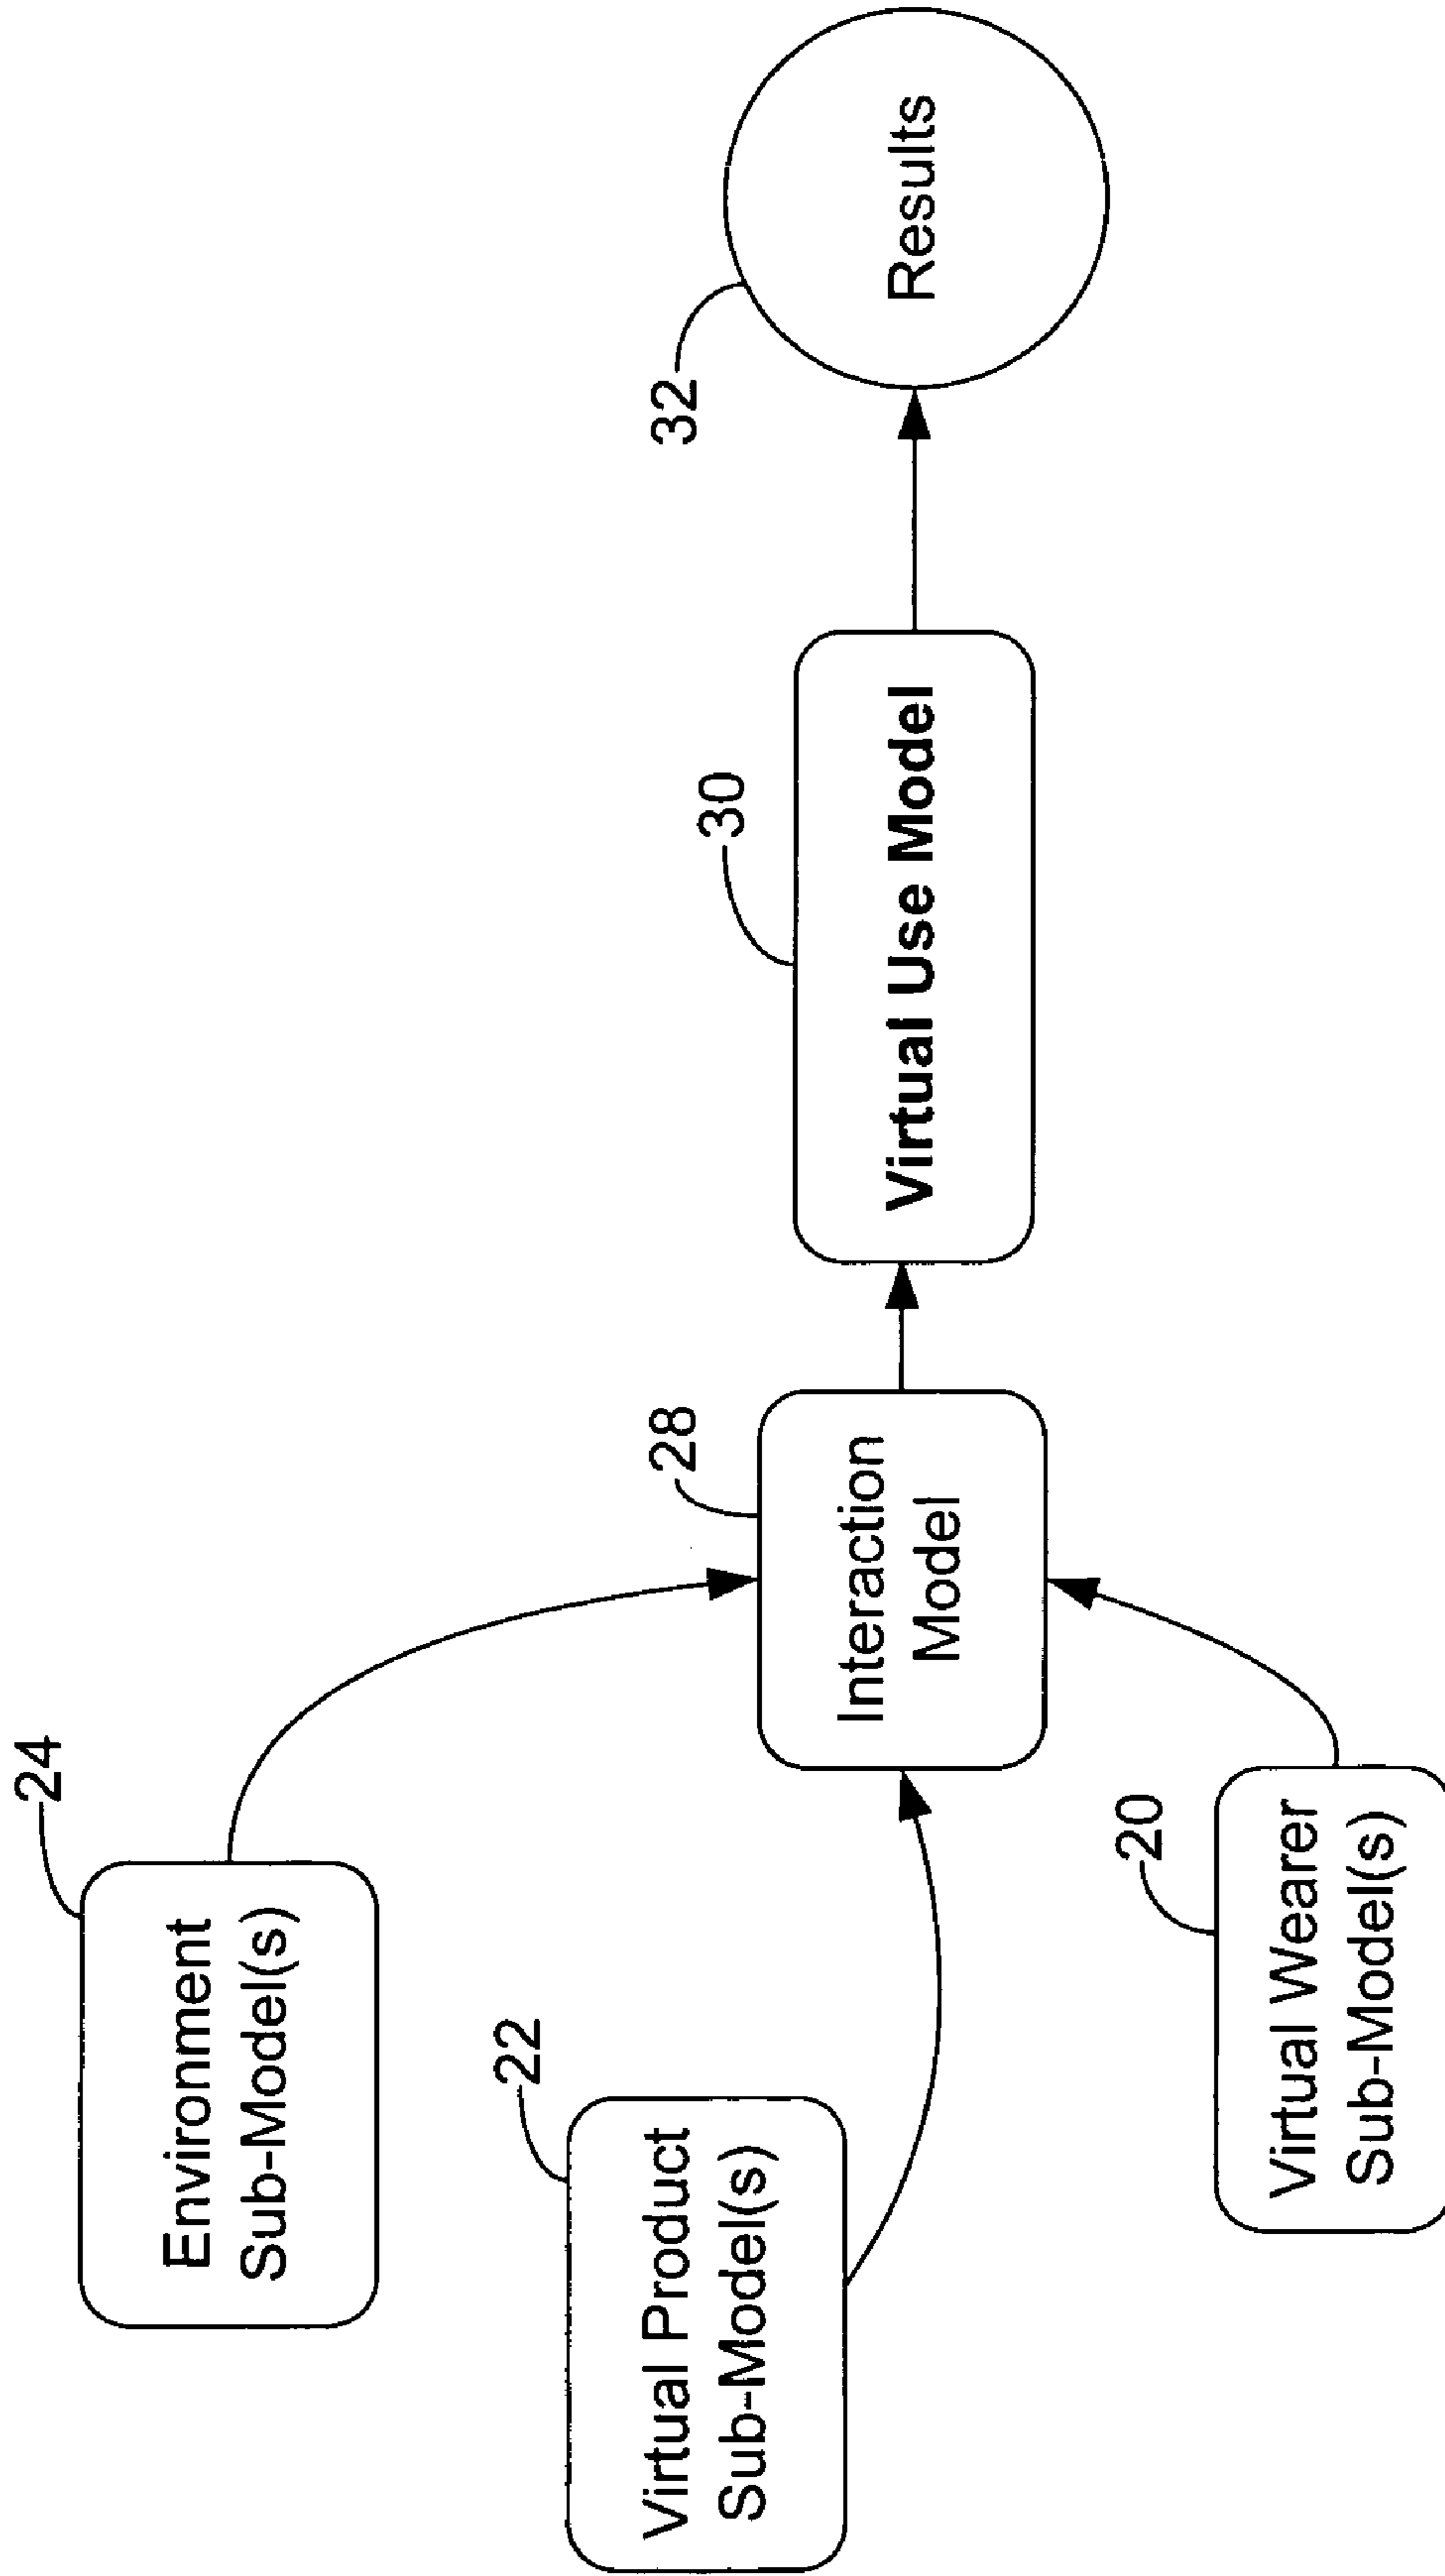 24
Environment
Sub-Model(s)
22
Virtual Product
Sub-Model(s)
20
Virtual Wearer
Sub-Model(s)
28
Interaction
Model
30
Virtual Use Model
32
Results